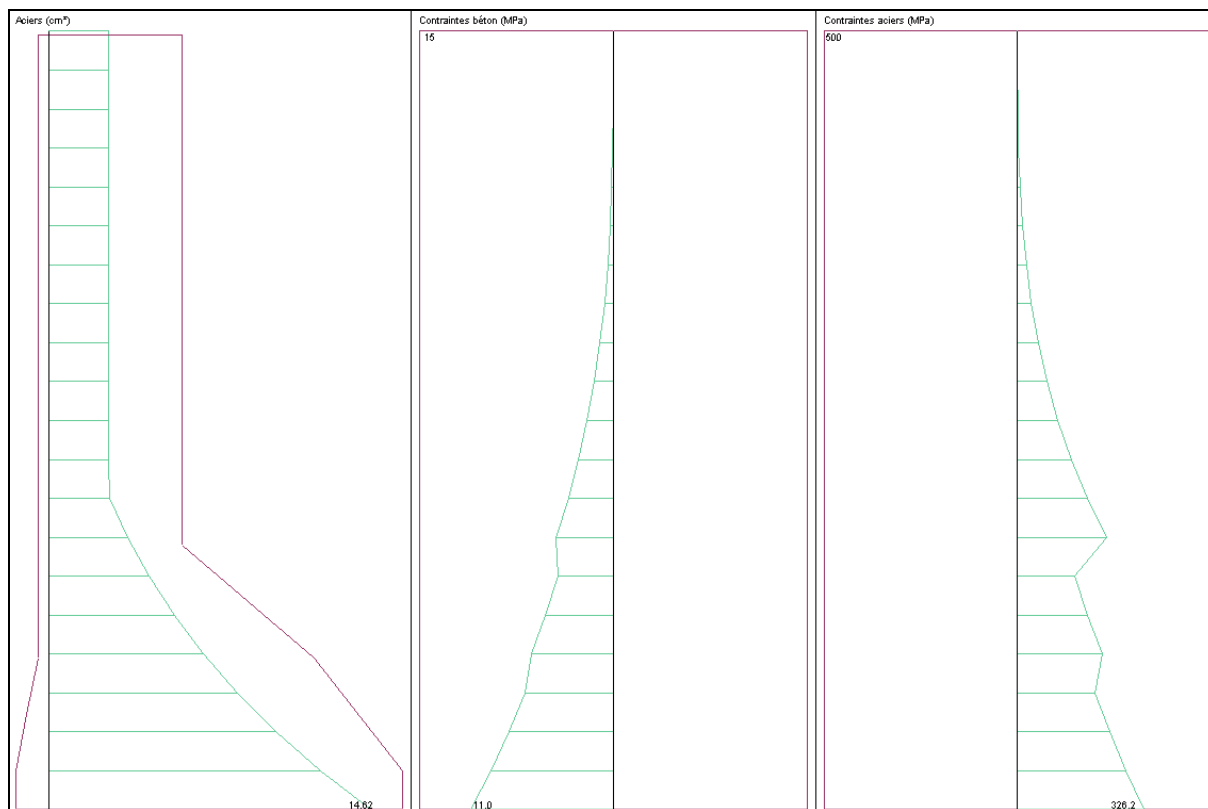 Aciers (cm²)
Contraintes béton (MPa)
Contraintes aciers (MPa)
15
500
14.62
11.0
326.2